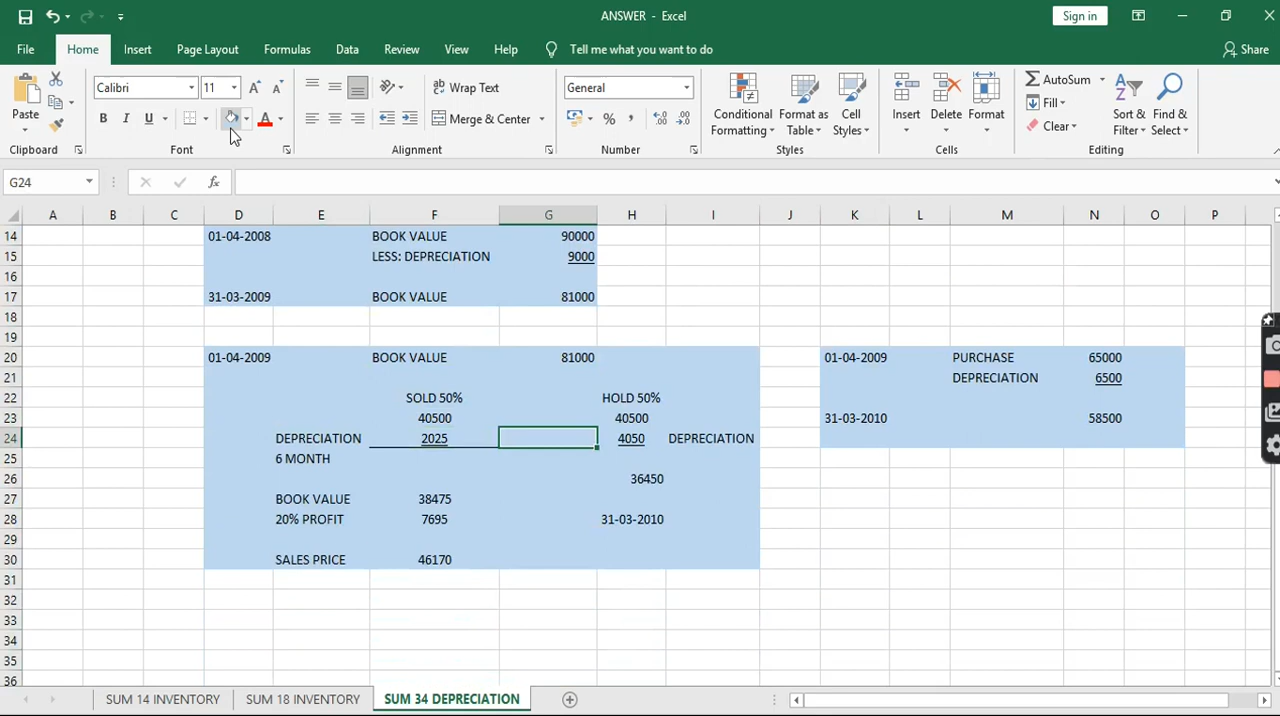 ANSWER - Excel
Sign in
File Home Insert Page Layout Formulas Data Review View Help Tell me what you want to do Share
Calibri 11 Wrap Text General AutoSum
Paste B I U Merge & Center % , Conditional Formatting Format as Table Cell Styles Insert Delete Format Fill Clear Sort & Filter Find & Select
Clipboard Font Alignment Number Styles Cells Editing
G24 fx
A B C D E F G H I J K L M N O P
14 01-04-2008 BOOK VALUE 90000
15 LESS: DEPRECIATION 9000
16
17 31-03-2009 BOOK VALUE 81000
18
19
20 01-04-2009 BOOK VALUE 81000 01-04-2009 PURCHASE 65000
21 DEPRECIATION 6500
22 SOLD 50% HOLD 50%
23 40500 40500 31-03-2010 58500
24 DEPRECIATION 2025 4050 DEPRECIATION
25 6 MONTH
26 36450
27 BOOK VALUE 38475
28 20% PROFIT 7695 31-03-2010
29
30 SALES PRICE 46170
31
32
33
34
35
36
SUM 14 INVENTORY SUM 18 INVENTORY SUM 34 DEPRECIATION